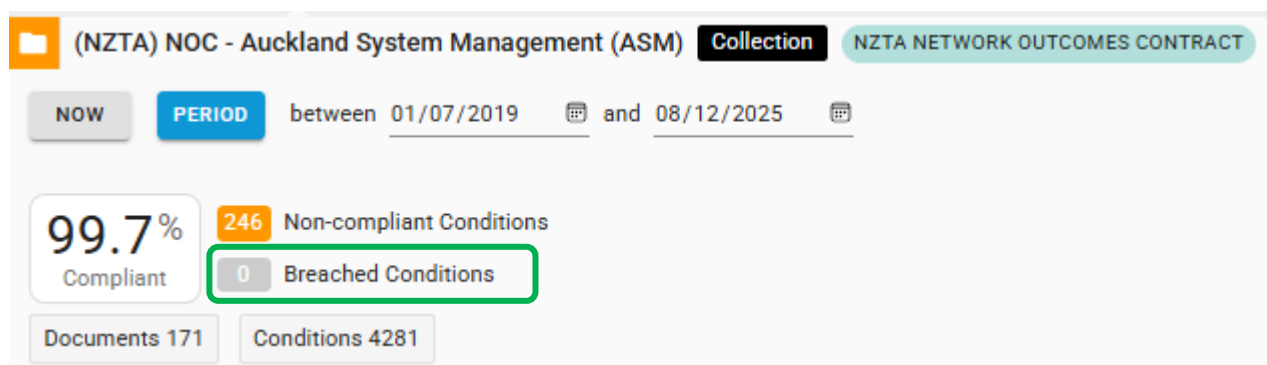 (NZTA) NOC - Auckland System Management (ASM) Collection NZTA NETWORK OUTCOMES CONTRACT
NOW PERIOD between 01/07/2019 and 08/12/2025
99.7% Compliant
246 Non-compliant Conditions
0 Breached Conditions
Documents 171 Conditions 4281